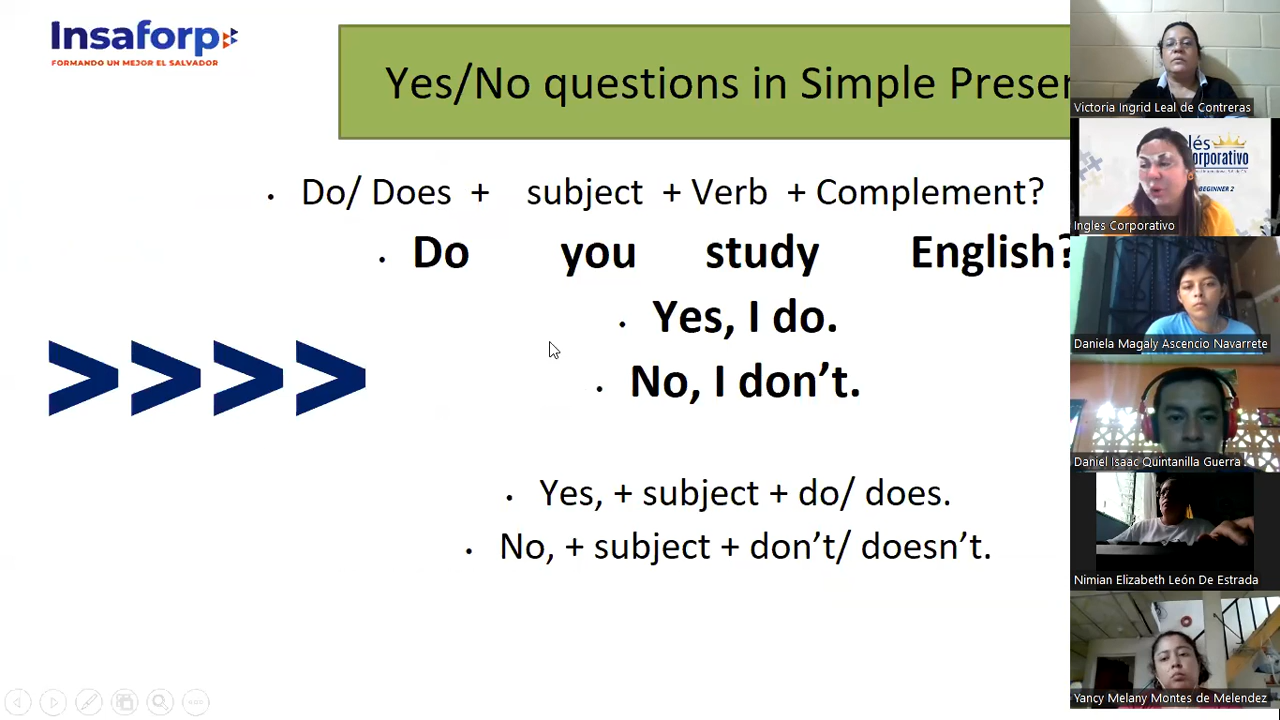 Insaforp
FORMANDO UN MEJOR EL SALVADOR
Yes/No questions in Simple Presen
• Do/ Does + subject + Verb + Complement?
• Do you study English?
• Yes, I do.
• No, I don’t.
>>>>
• Yes, + subject + do/ does.
• No, + subject + don’t/ doesn’t.
Victoria Ingrid Leal de Contreras
lés
orporativo
BEGINNER 2
Ingles Corporativo
Daniela Magaly Ascencio Navarrete
Daniel Isaac Quintanilla Guerra
Nimian Elizabeth León De Estrada
Yancy Melany Montes de Melendez